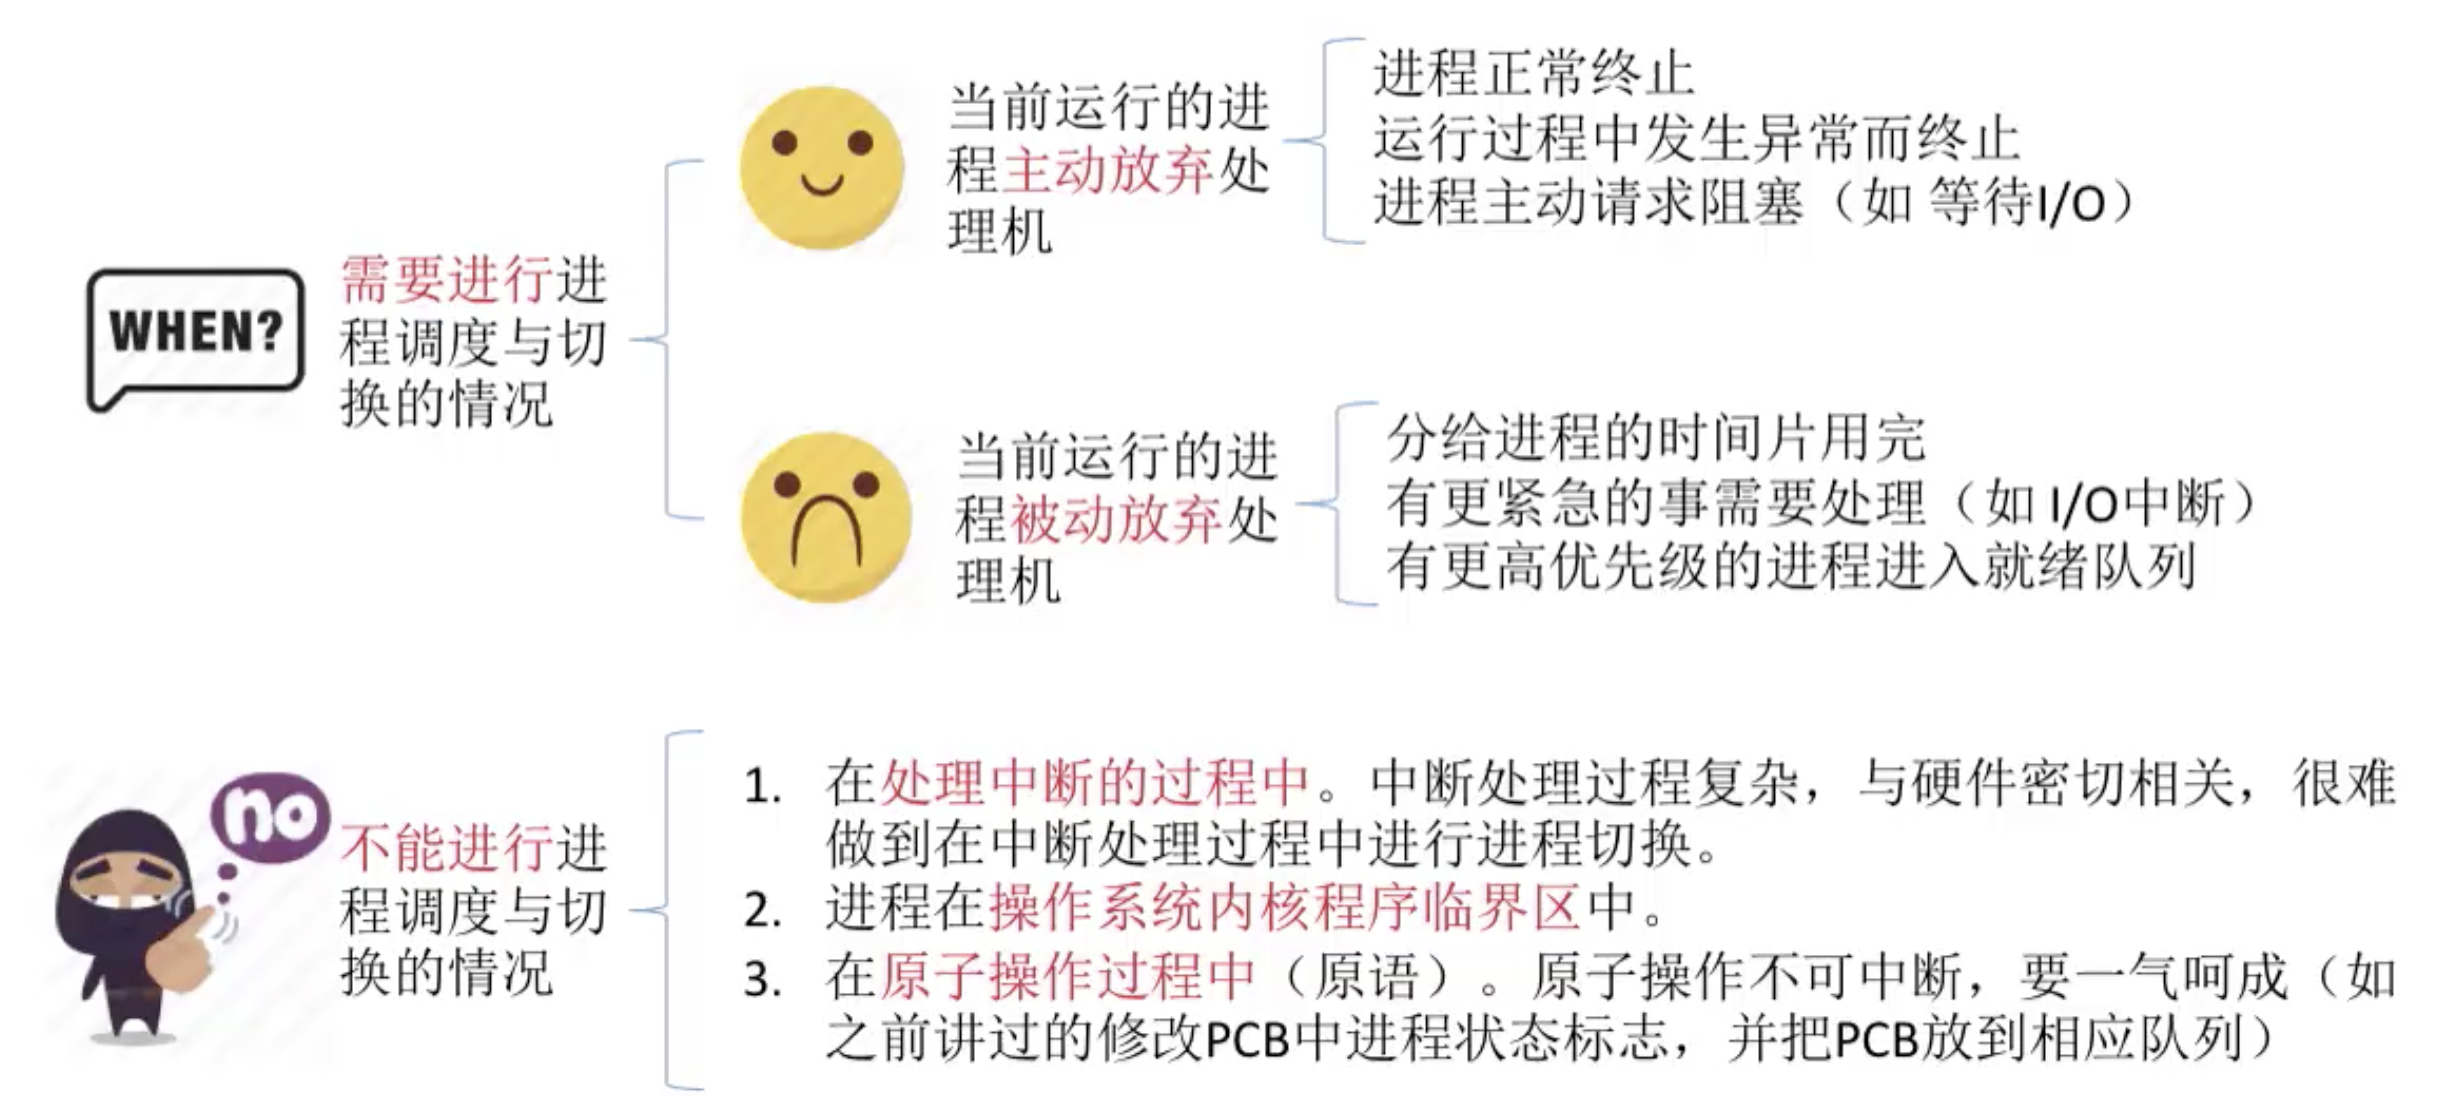 当前运行的进
程主动放弃处
理机
进程正常终止
运行过程中发生异常而终止
进程主动请求阻塞（如 等待I/O）
WHEN?
需要进行进
程调度与切
换的情况
当前运行的进
程被动放弃处
理机
分给进程的时间片用完
有更紧急的事需要处理（如 I/O中断）
有更高优先级的进程进入就绪队列
no
不能进行进
程调度与切
换的情况
1. 在处理中断的过程中。中断处理过程复杂，与硬件密切相关，很难
做到在中断处理过程中进行进程切换。
2. 进程在操作系统内核程序临界区中。
3. 在原子操作过程中（原语）。原子操作不可中断，要一气呵成（如
之前讲过的修改PCB中进程状态标志，并把PCB放到相应队列）